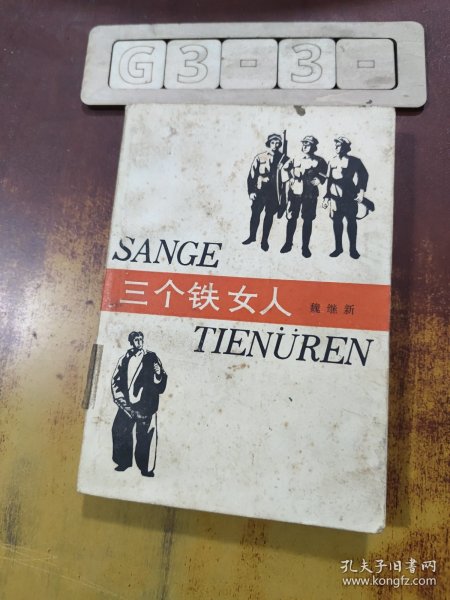 G3-3-
SANGE
三个铁女人 魏继新
TIENÜÜREN
孔夫子旧书网
www.kongfz.com